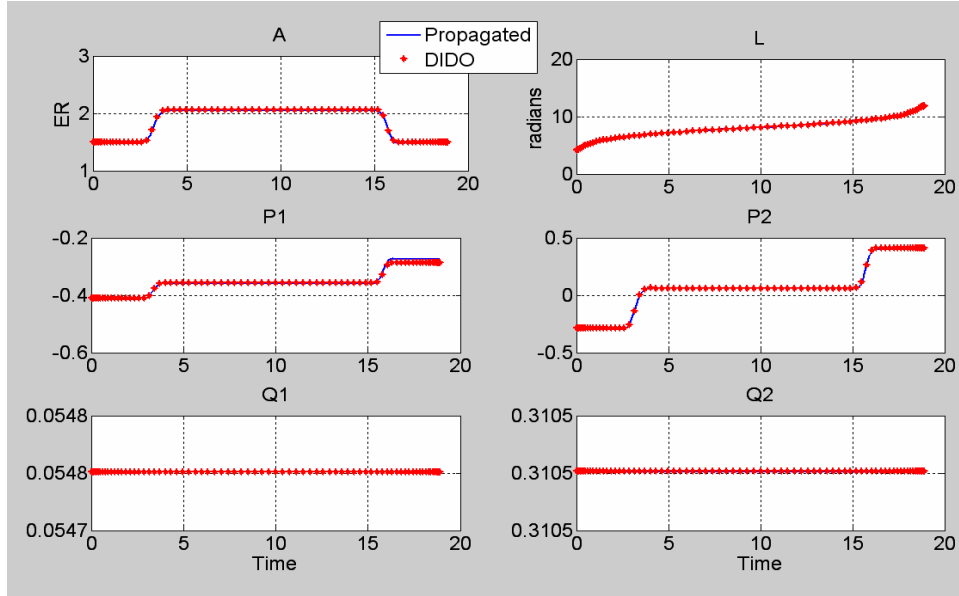 A
Propagated
DIDO
L
3
2
1
ER
0 5 10 15 20
20
10
0
radians
0 5 10 15 20
P1
-0.2
-0.4
-0.6
0 5 10 15 20
P2
0.5
0
-0.5
0 5 10 15 20
Q1
0.0548
0.0548
0.0547
0 5 10 15 20
Time
Q2
0.3105
0.3105
0.3105
0 5 10 15 20
Time